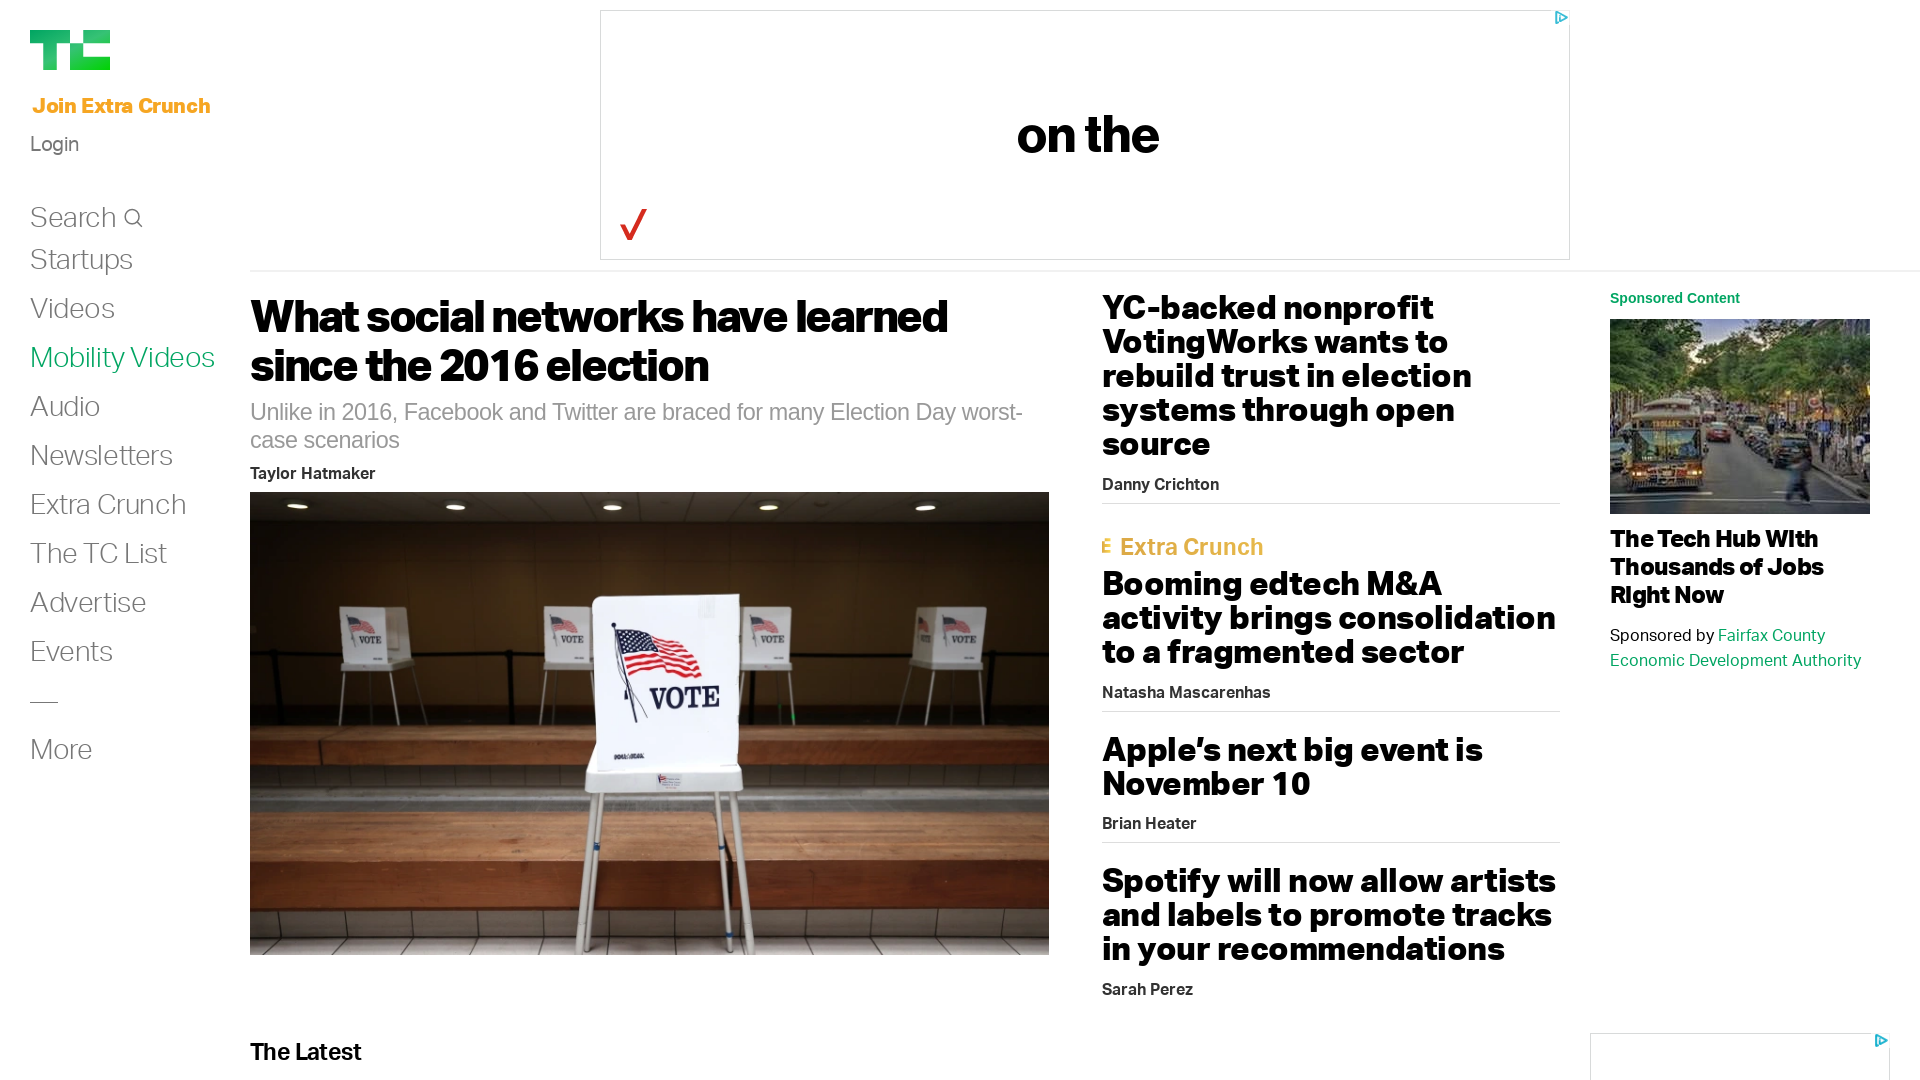 TC
Join Extra Crunch
Login
Search
Startups
Videos
Mobility Videos
Audio
Newsletters
Extra Crunch
The TC List
Advertise
Events
More
on the
What social networks have learned
since the 2016 election
Unlike in 2016, Facebook and Twitter are braced for many Election Day worst-
case scenarios
Taylor Hatmaker
VOTE
VOTE
VOTE
VOTE
VOTE
YC-backed nonprofit
VotingWorks wants to
rebuild trust in election
systems through open
source
Danny Crichton
Extra Crunch
Booming edtech M&A
activity brings consolidation
to a fragmented sector
Natasha Mascarenhas
Apple’s next big event is
November 10
Brian Heater
Spotify will now allow artists
and labels to promote tracks
in your recommendations
Sarah Perez
Sponsored Content
TROLLEY
The Tech Hub With
Thousands of Jobs
Right Now
Sponsored by Fairfax County
Economic Development Authority
The Latest